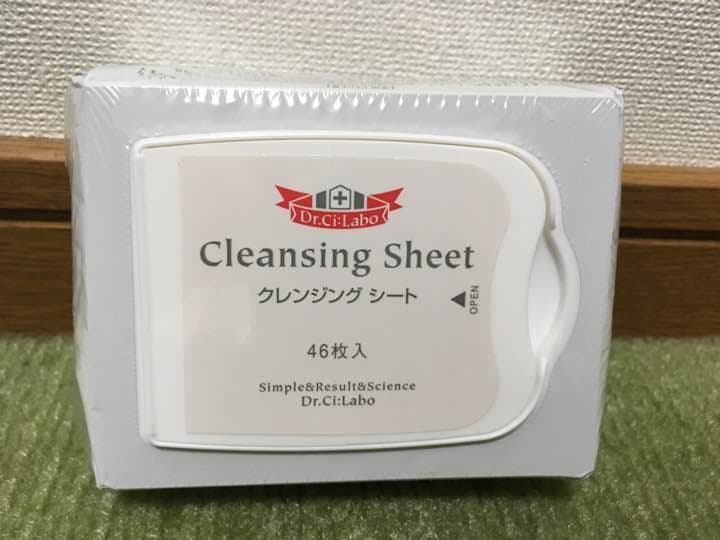 Dr.Ci:Labo
Cleansing Sheet
クレンジング シート
OPEN
46枚入
Simple&Result&Science
Dr.Ci:Labo